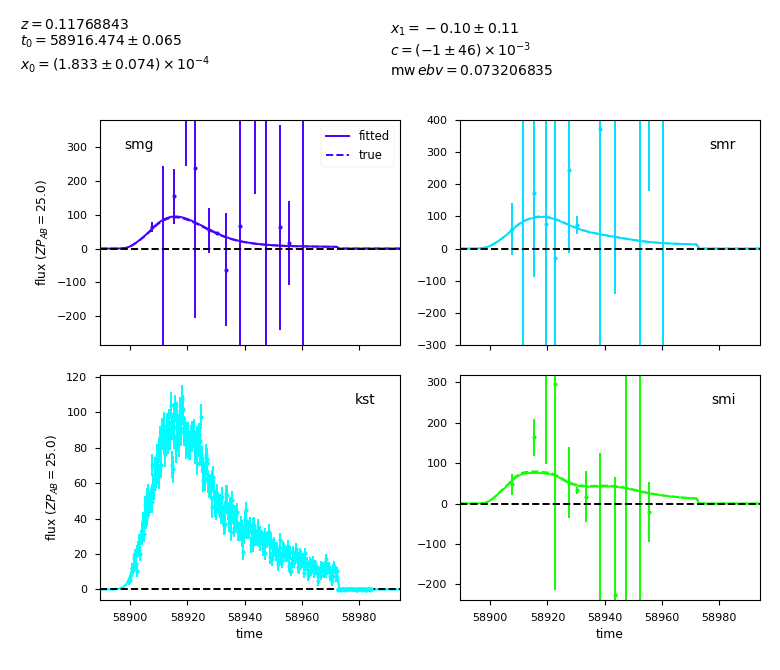 z = 0.11768843
t₀ = 58916.474 ± 0.065
x₀ = (1.833 ± 0.074) × 10⁻⁴
x₁ = −0.10 ± 0.11
c = (−1 ± 46) × 10⁻³
mw ebv = 0.073206835
smg
fitted
true
300
200
100
0
−100
−200
flux (ZP_AB = 25.0)
smr
400
300
200
100
0
−100
−200
−300
kst
120
100
80
60
40
20
0
flux (ZP_AB = 25.0)
58900 58920 58940 58960 58980
time
smi
300
200
100
0
−100
−200
58900 58920 58940 58960 58980
time